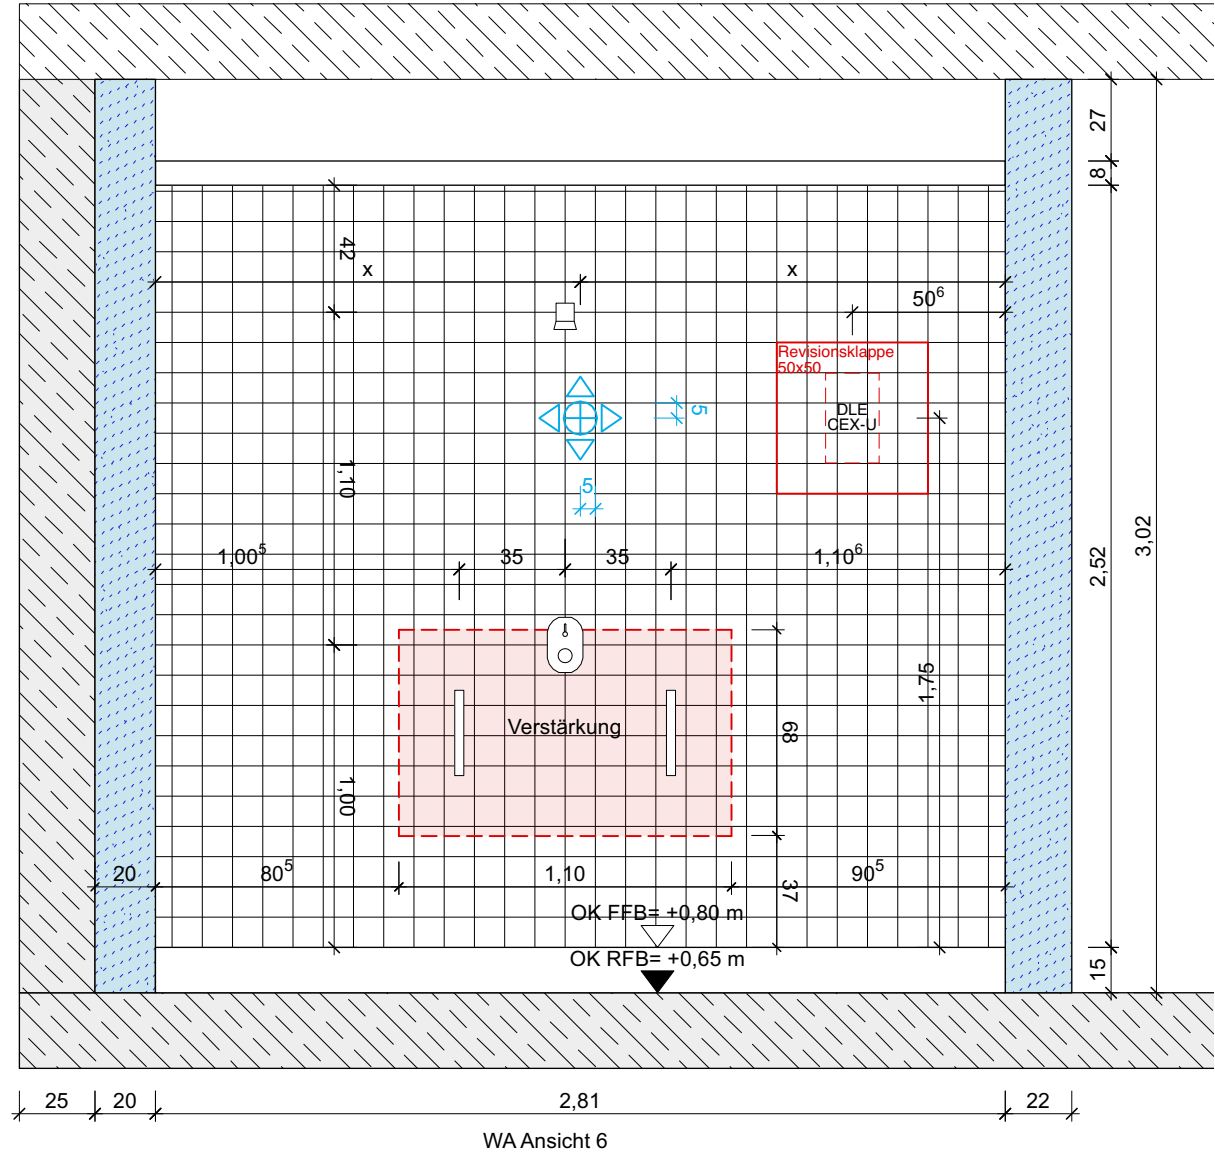 27
8
42
x
x
50⁶
Revisionsklappe
50x50
DLE
CEX-U
5
1,10
5
3,02
2,52
1,00⁵
35
35
1,10⁶
1,75
Verstärkung
68
1,00
20
80⁵
1,10
90⁵
37
OK FFB= +0,80 m
OK RFB= +0,65 m
15
25
20
2,81
22
WA Ansicht 6